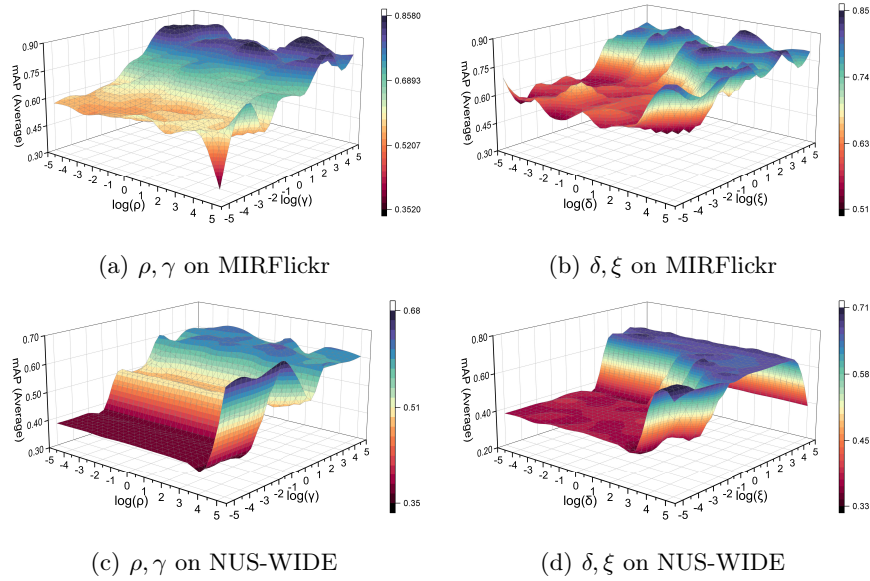 0.90
0.75
0.60
0.45
0.30
mAP (Average)
-5 -4 -3 -2 -1 0 1 2 3 4 5
log(ρ)
-5 -4 -3 -2 -1 0 1 2 3 4 5
log(γ)
0.8580
0.6893
0.5207
0.3520
(a) ρ, γ on MIRFlickr
0.90
0.75
0.60
0.45
0.30
mAP (Average)
-5 -4 -3 -2 -1 0 1 2 3 4 5
log(δ)
-5 -4 -3 -2 -1 0 1 2 3 4 5
log(ξ)
0.85
0.74
0.63
0.51
(b) δ, ξ on MIRFlickr
0.70
0.60
0.50
0.40
0.30
mAP (Average)
-5 -4 -3 -2 -1 0 1 2 3 4 5
log(ρ)
-5 -4 -3 -2 -1 0 1 2 3 4 5
log(γ)
0.68
0.51
0.35
(c) ρ, γ on NUS-WIDE
0.80
0.60
0.40
0.20
mAP (Average)
-5 -4 -3 -2 -1 0 1 2 3 4 5
log(δ)
-5 -4 -3 -2 -1 0 1 2 3 4 5
log(ξ)
0.71
0.58
0.45
0.33
(d) δ, ξ on NUS-WIDE